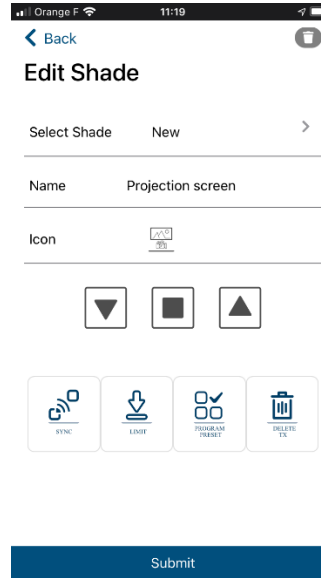 Orange F 11:19
Back
Edit Shade
Select Shade New
Name Projection screen
Icon
SYNC
LIMIT
PROGRAM
PRESET
DELETE
TX
Submit